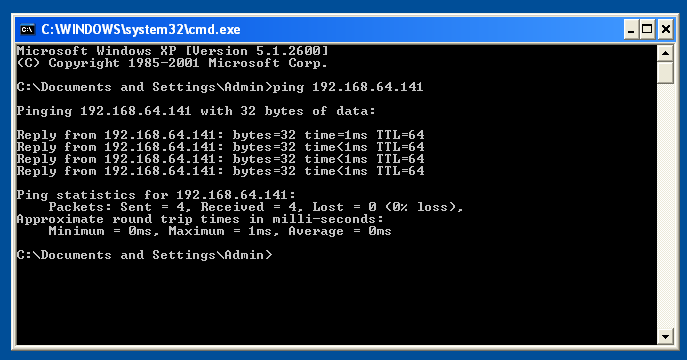 C:\WINDOWS\system32\cmd.exe
Microsoft Windows XP [Version 5.1.2600]
(C) Copyright 1985-2001 Microsoft Corp.
C:\Documents and Settings\Admin>ping 192.168.64.141
Pinging 192.168.64.141 with 32 bytes of data:
Reply from 192.168.64.141: bytes=32 time=1ms TTL=64
Reply from 192.168.64.141: bytes=32 time<1ms TTL=64
Reply from 192.168.64.141: bytes=32 time<1ms TTL=64
Reply from 192.168.64.141: bytes=32 time<1ms TTL=64
Ping statistics for 192.168.64.141:
    Packets: Sent = 4, Received = 4, Lost = 0 (0% loss),
Approximate round trip times in milli-seconds:
    Minimum = 0ms, Maximum = 1ms, Average = 0ms
C:\Documents and Settings\Admin>